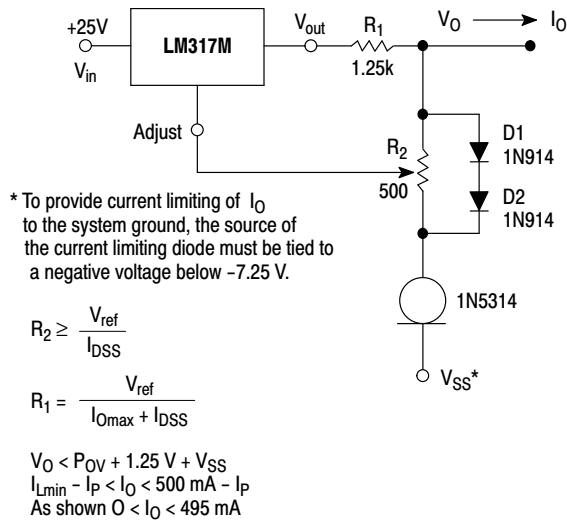 +25V
V_in
LM317M
V_out
R_1
1.25k
V_O
I_O
Adjust
R_2
500
D1
1N914
D2
1N914
1N5314
V_SS*
* To provide current limiting of I_O
to the system ground, the source of
the current limiting diode must be tied to
a negative voltage below –7.25 V.
R_2 ≥ V_ref / I_DSS
R_1 = V_ref / (I_Omax + I_DSS)
V_O < P_OV + 1.25 V + V_SS
I_Lmin – I_P < I_O < 500 mA – I_P
As shown O < I_O < 495 mA